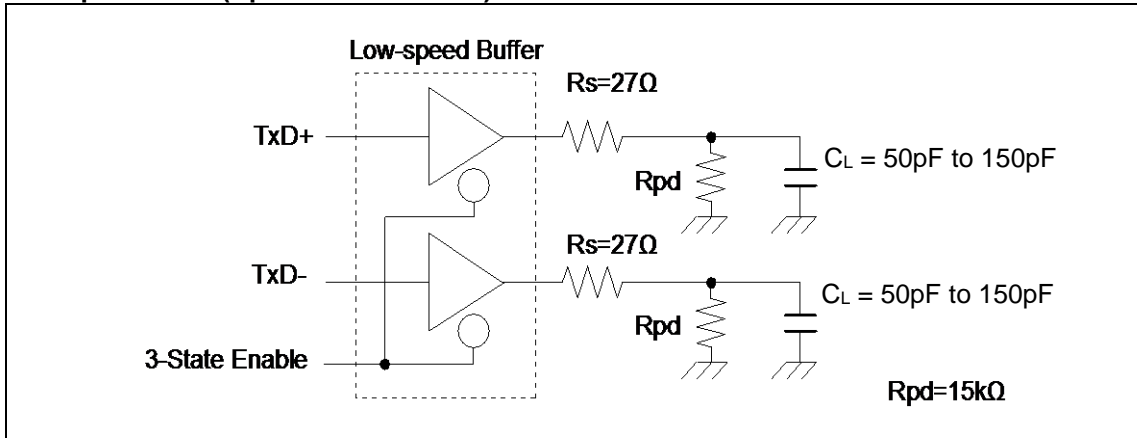 Low-speed Buffer
Rs=27Ω
TxD+
CL = 50pF to 150pF
Rpd
Rs=27Ω
TxD-
CL = 50pF to 150pF
Rpd
3-State Enable
Rpd=15kΩ